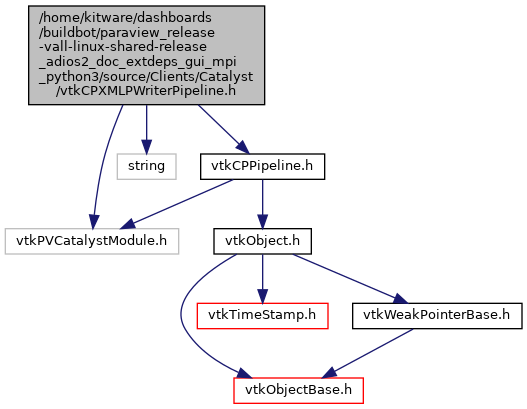 /home/kitware/dashboards
/buildbot/paraview_release
-vall-linux-shared-release
_adios2_doc_extdeps_gui_mpi
_python3/source/Clients/Catalyst
/vtkCPXMLPWriterPipeline.h
string
vtkCPPipeline.h
vtkPVCatalystModule.h
vtkObject.h
vtkTimeStamp.h
vtkWeakPointerBase.h
vtkObjectBase.h